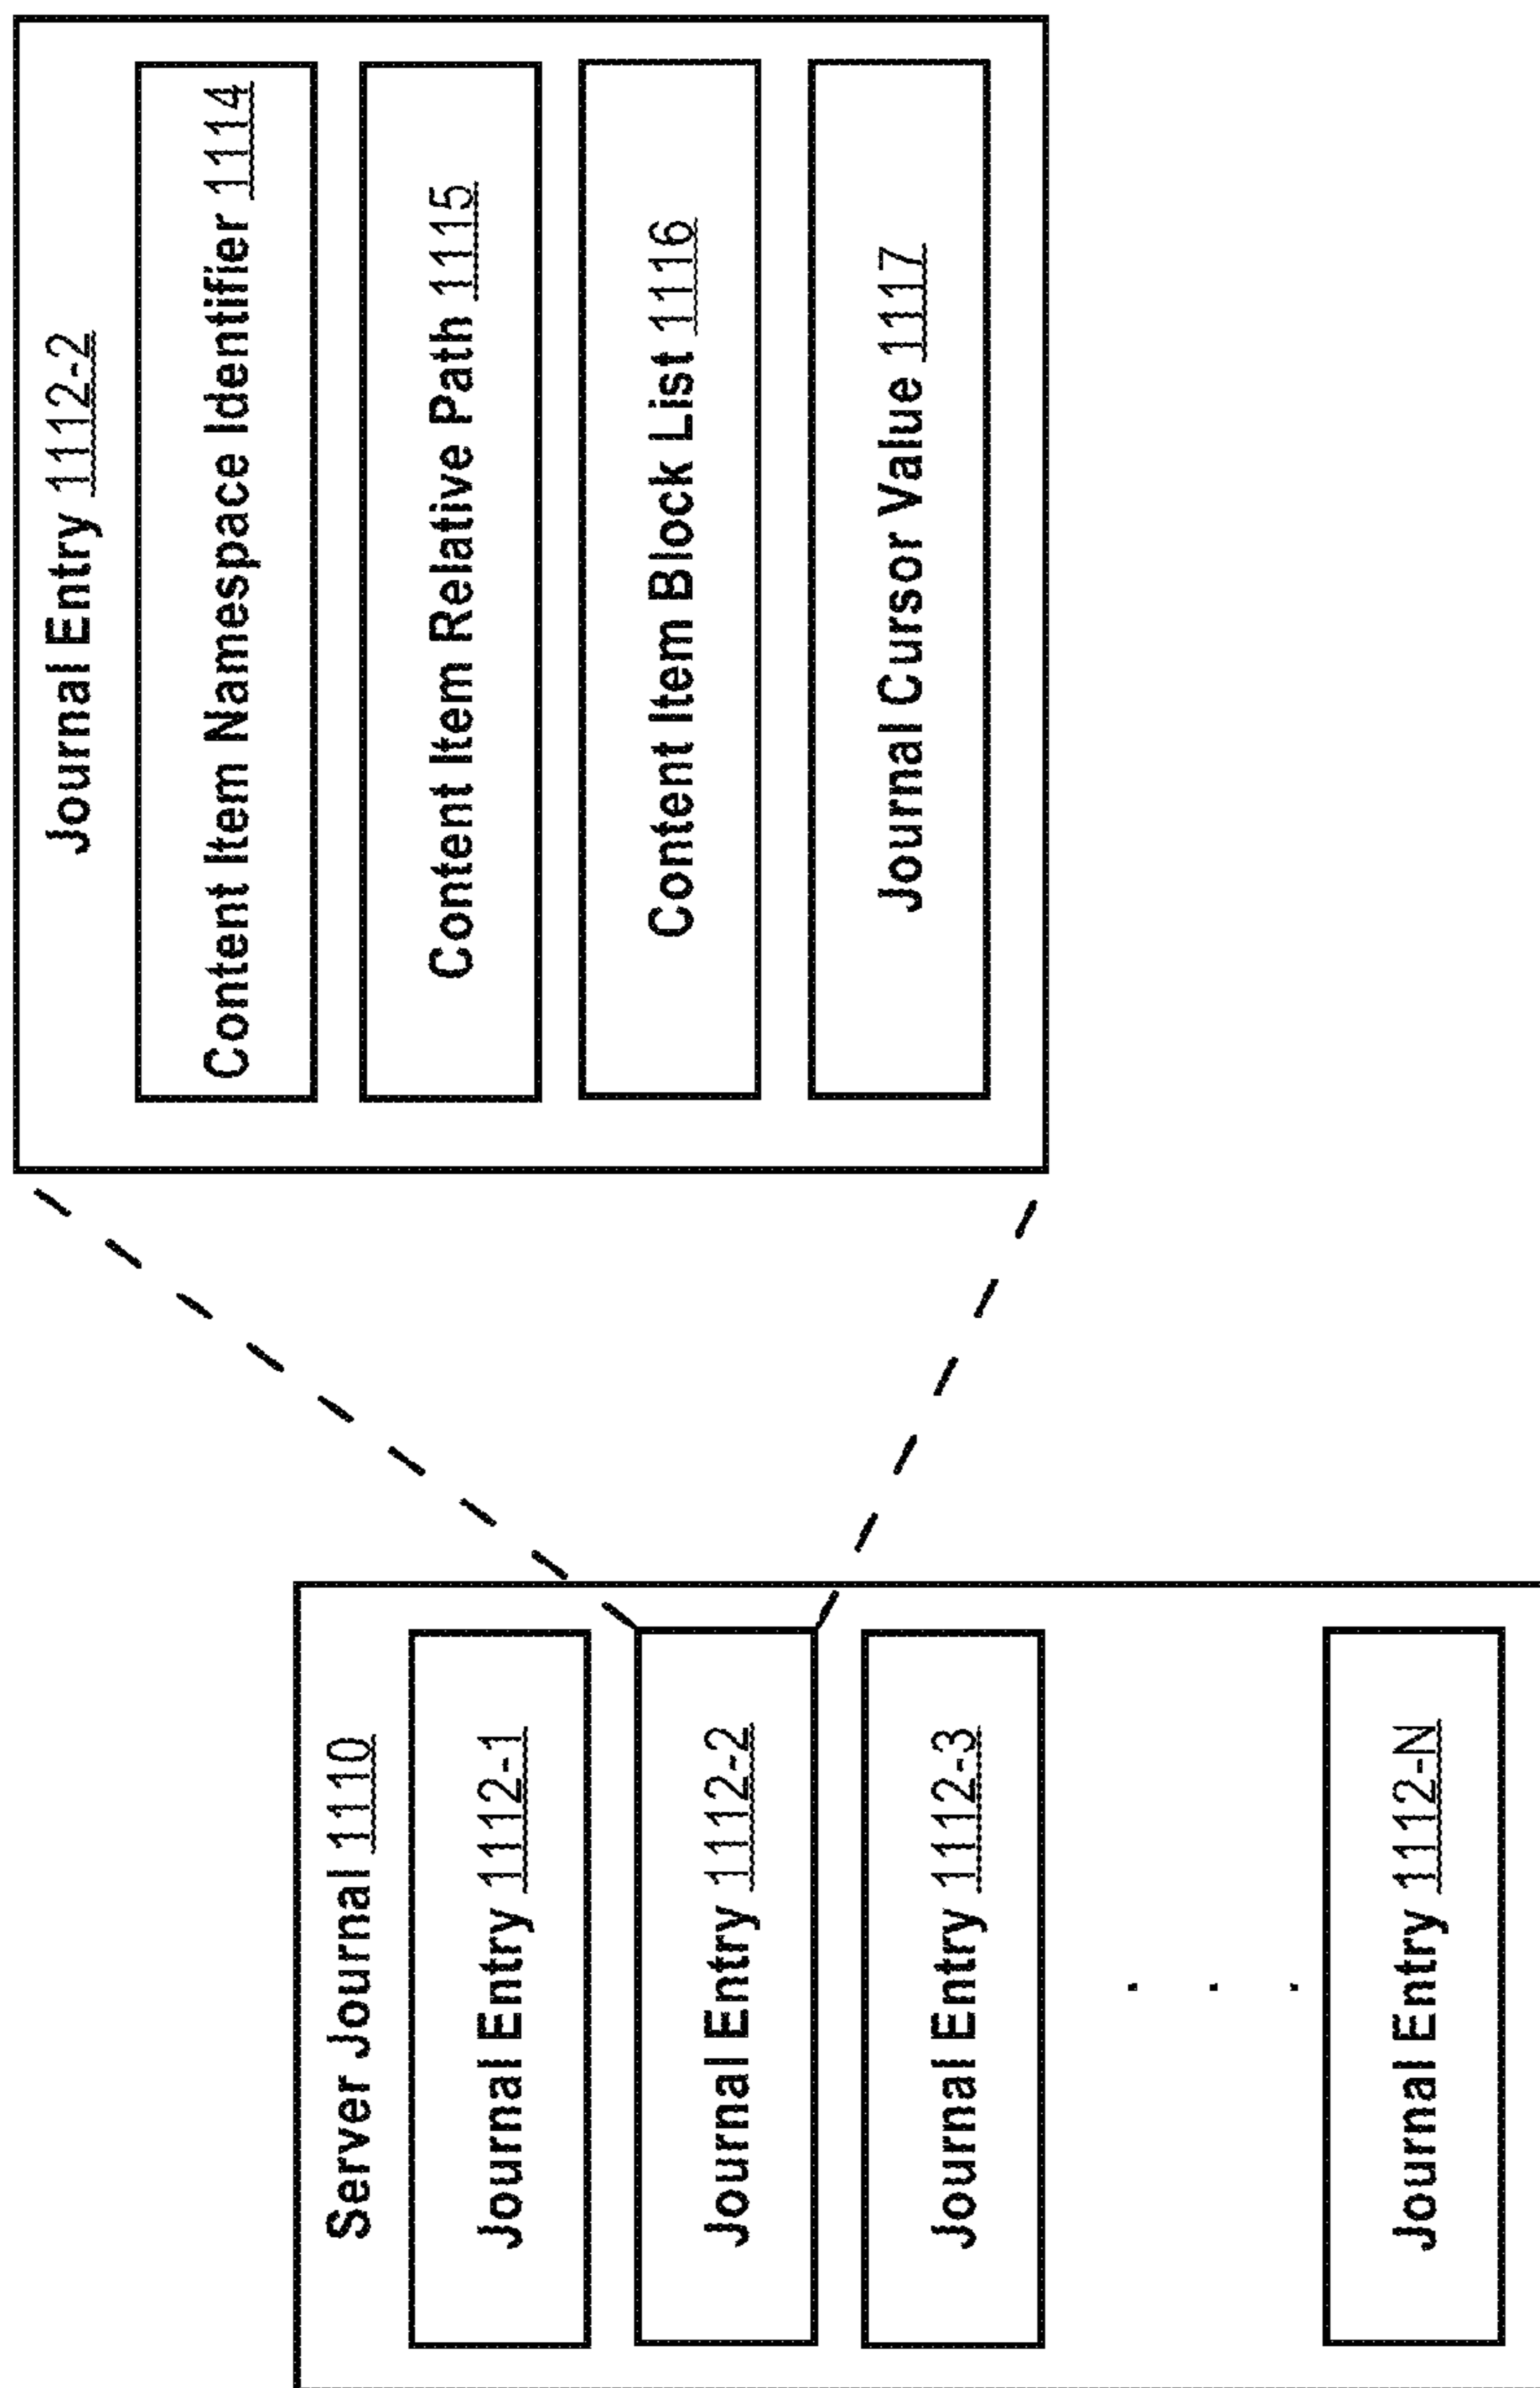 Server Journal 1110
Journal Entry 1112-1
Journal Entry 1112-2
Journal Entry 1112-3
. . .
Journal Entry 1112-N
Journal Entry 1112-2
Content Item Namespace Identifier 1114
Content Item Relative Path 1115
Content Item Block List 1116
Journal Cursor Value 1117